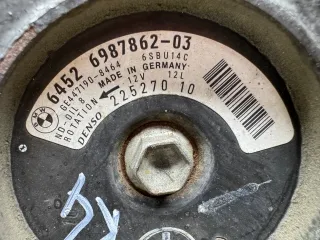 6452 6987862-03
GE447190-8464 6SBU14C
ND-OIL 8 MADE IN GERMANY
ROTATION 12V 12L
DENSO 225270 10